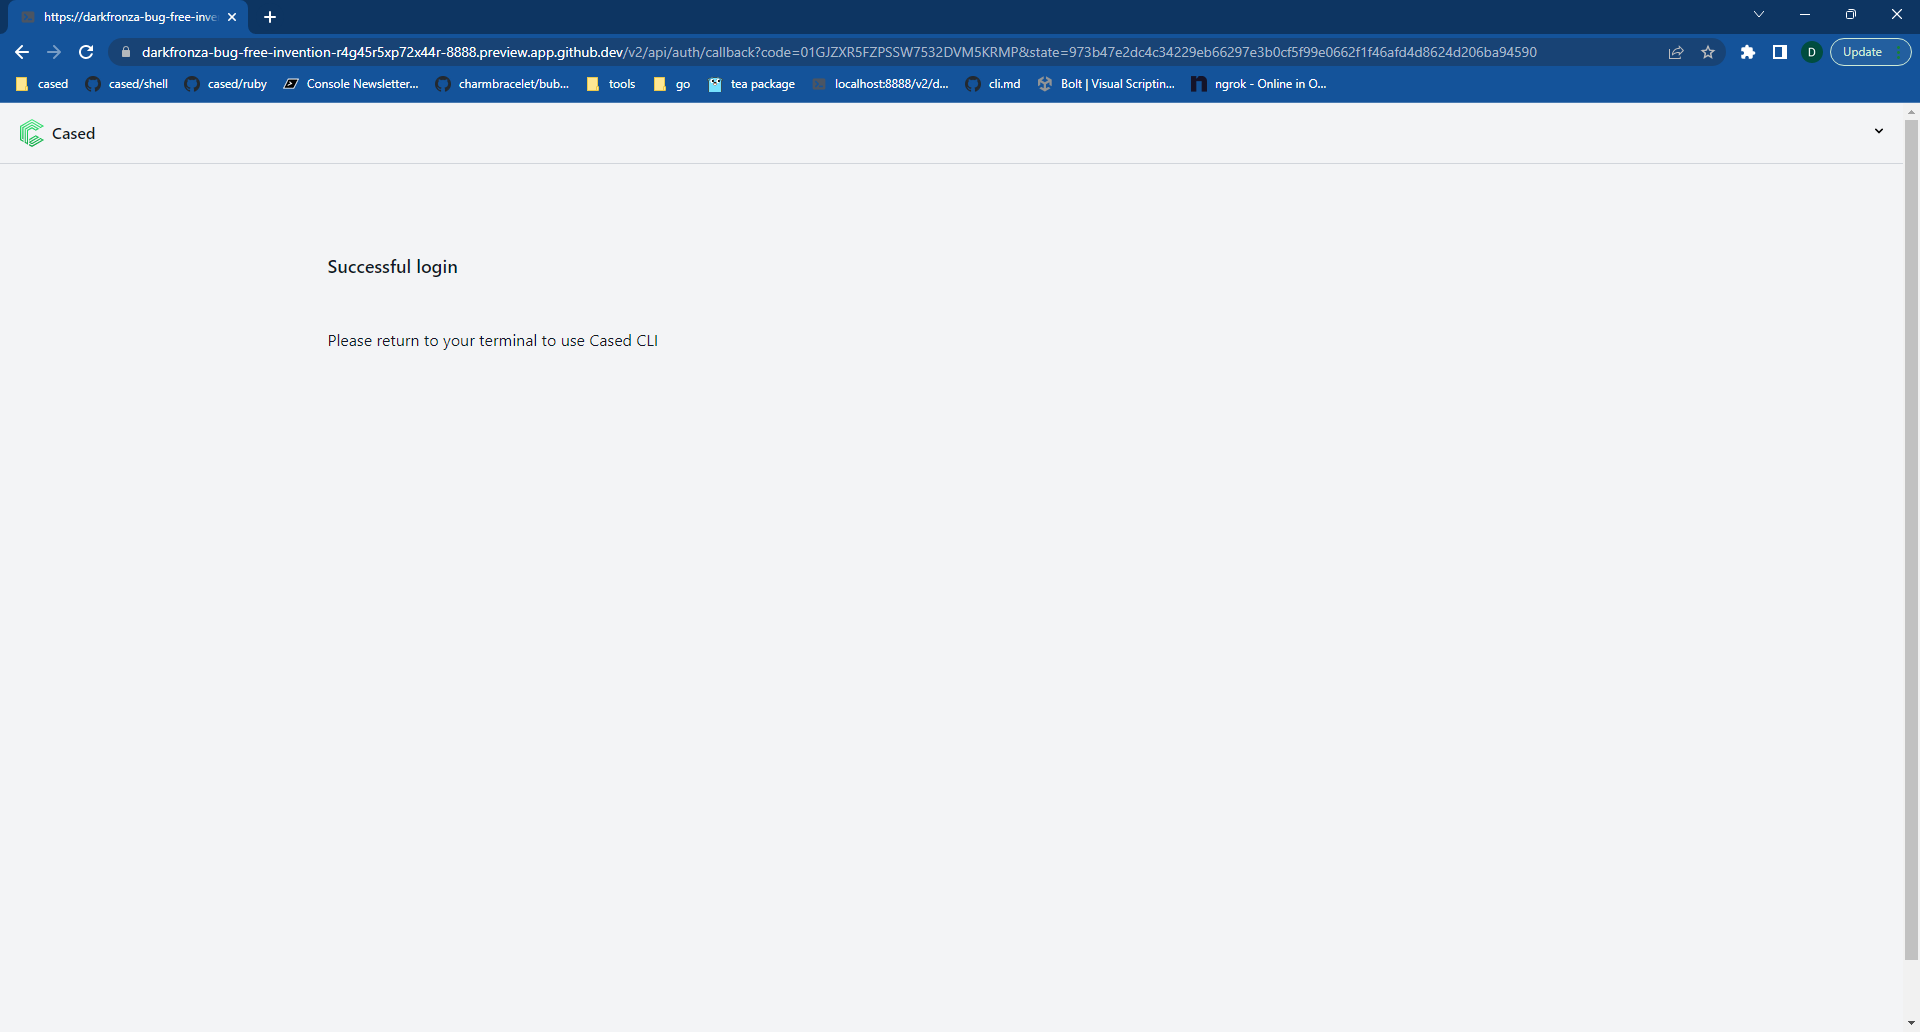 https://darkfronza-bug-free-inve
darkfronza-bug-free-invention-r4g45r5xp72x44r-8888.preview.app.github.dev/v2/api/auth/callback?code=01GJZXR5FZPSSW7532DVM5KRMP&state=973b47e2dc4c34229eb66297e3b0cf5f99e0662f1f46afd4d8624d206ba94590
D
Update
cased
cased/shell
cased/ruby
Console Newsletter...
charmbracelet/bub...
tools
go
tea package
localhost:8888/v2/d...
cli.md
Bolt | Visual Scriptin...
ngrok - Online in O...
Cased
Successful login
Please return to your terminal to use Cased CLI